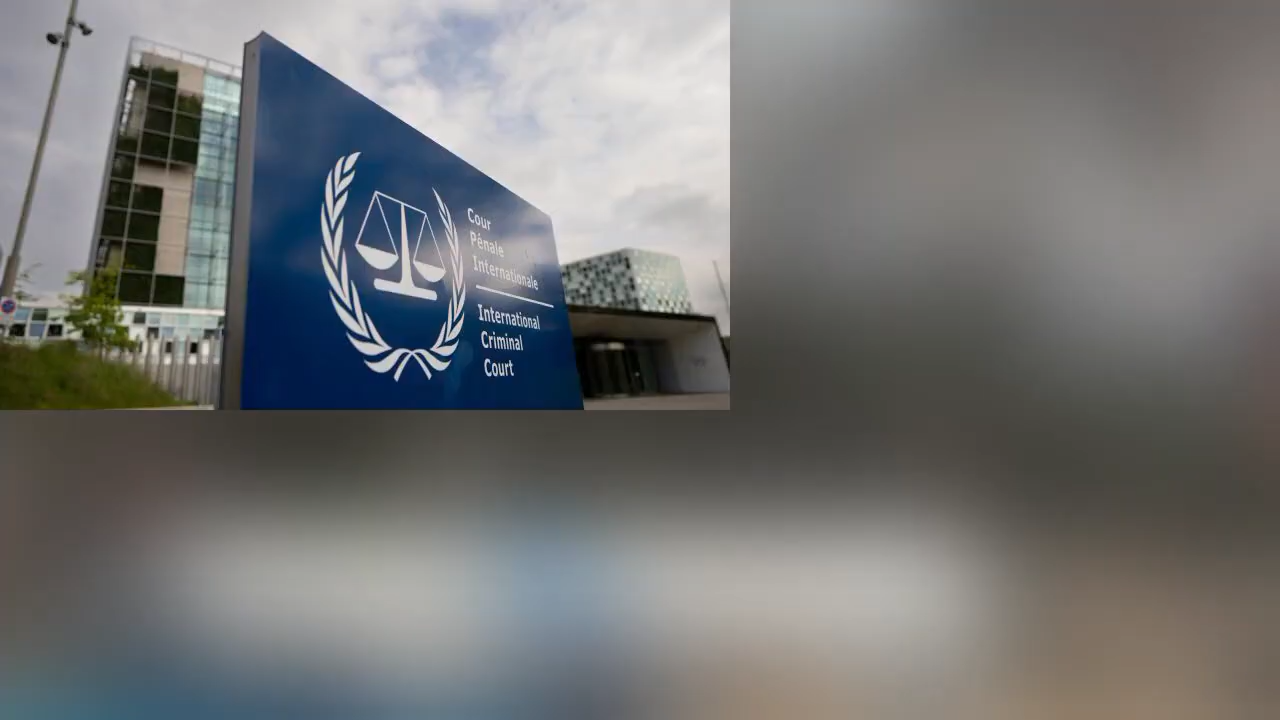 Cour
Pénale
Internationale
International
Criminal
Court